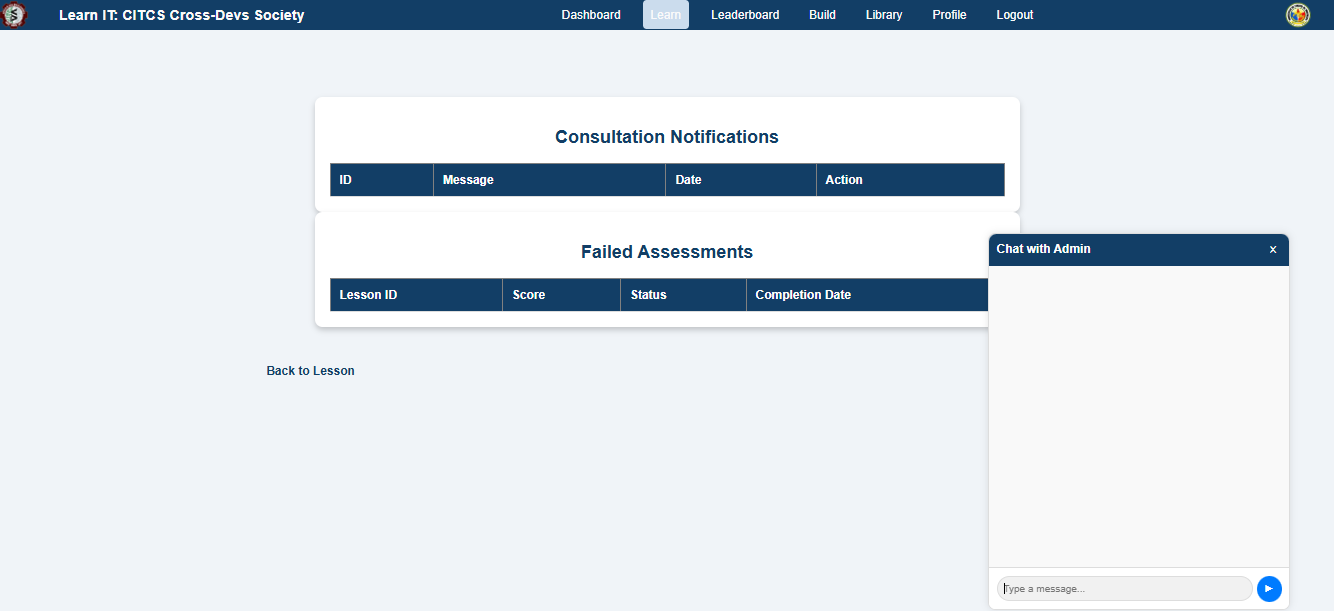 Learn IT: CITCS Cross-Devs Society
Dashboard Learn Leaderboard Build Library Profile Logout
Consultation Notifications
ID Message Date Action
Failed Assessments
Lesson ID Score Status Completion Date
Back to Lesson
Chat with Admin x
Type a message...